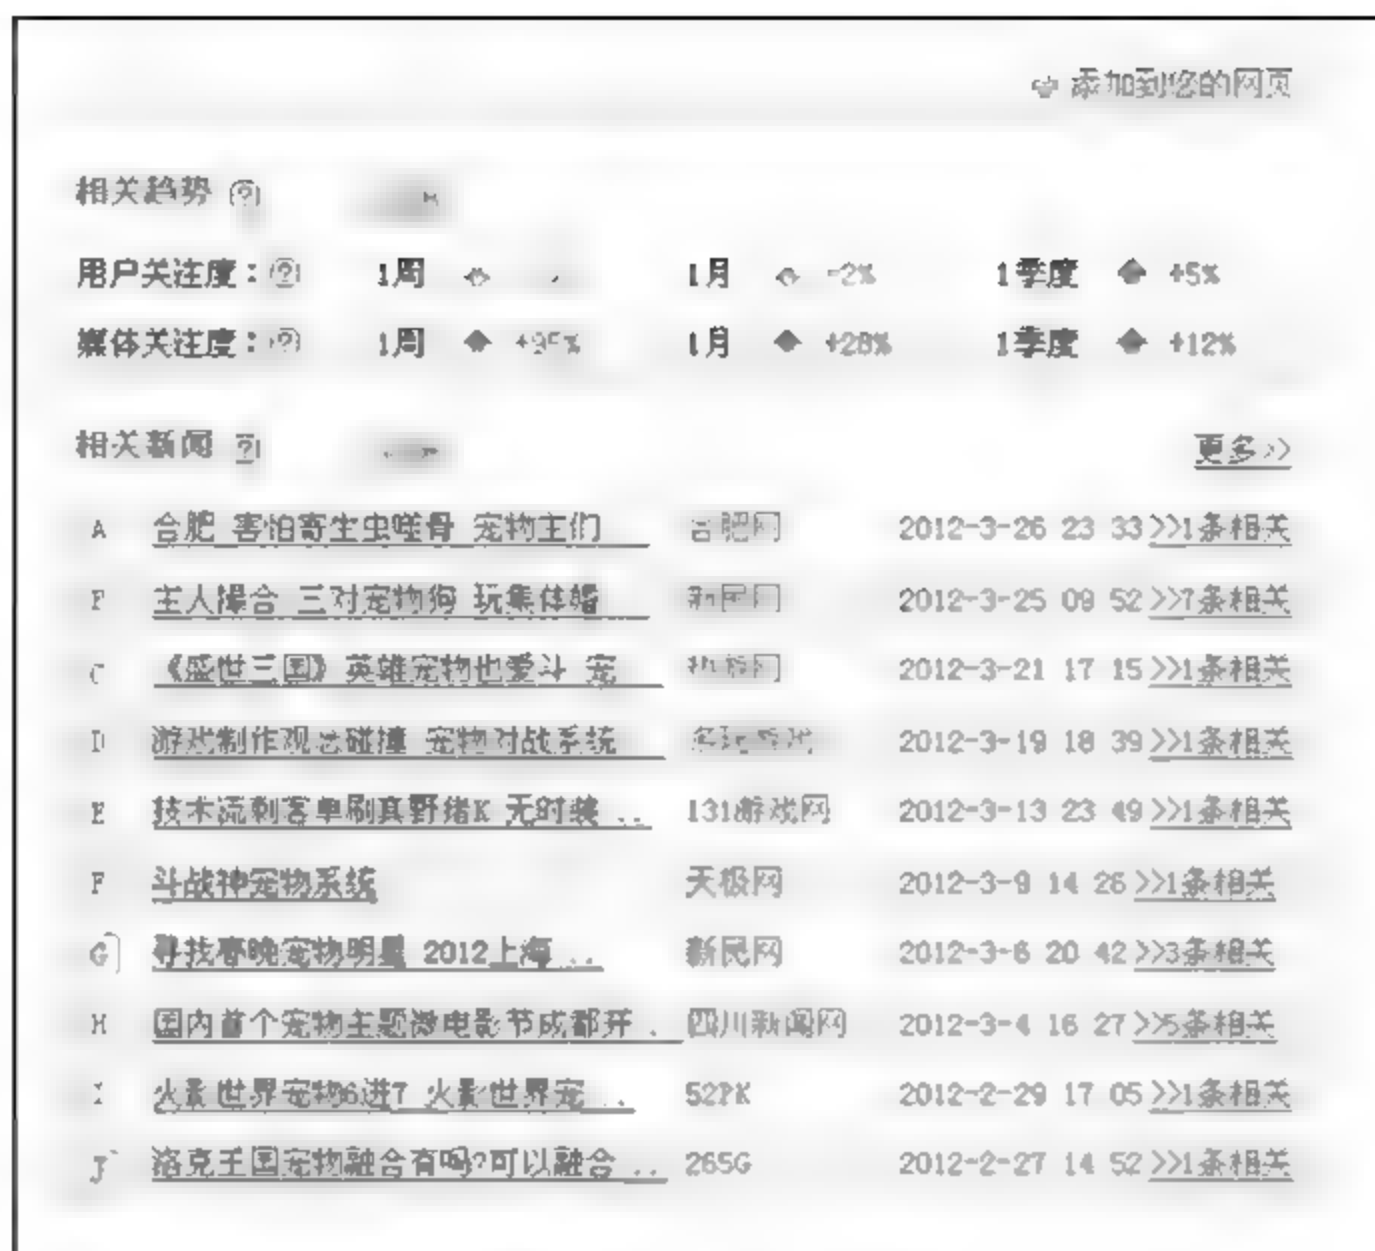 添加到您的网页
相关趋势
用户关注度： 1周 1月 -2% 1季度 +5%
媒体关注度： 1周 1月 +28% 1季度 +12%
相关新闻 更多>>
A 合肥 害怕寄生虫 宠物主们 合肥网 2012-3-26 23 33>>1条相关
主人撮合 三对宠物狗 玩集体婚 新民网 2012-3-25 09 52>>7条相关
C 《盛世三国》英雄宠物也爱斗 宠 2012-3-21 17 15>>1条相关
D 游戏制作观念碰撞 宠物对战系统 2012-3-19 18 39>>1条相关
E 技术流刺客单刷真野猪K 无时装 .. 131游戏网 2012-3-13 23 49>>1条相关
F 斗战神宠物系统 天极网 2012-3-9 14 26>>1条相关
G 寻找春晚宠物明星 2012上海... 新民网 2012-3-6 20 42>>3条相关
H 国内首个宠物主题微电影节成都开 . 四川新闻网 2012-3-4 16 27>>5条相关
I 火影世界宠物6进7 火影世界宠 .. 52PK 2012-2-29 17 05>>1条相关
J 洛克王国宠物融合有吗?可以融合 .. 265G 2012-2-27 14 52>>1条相关